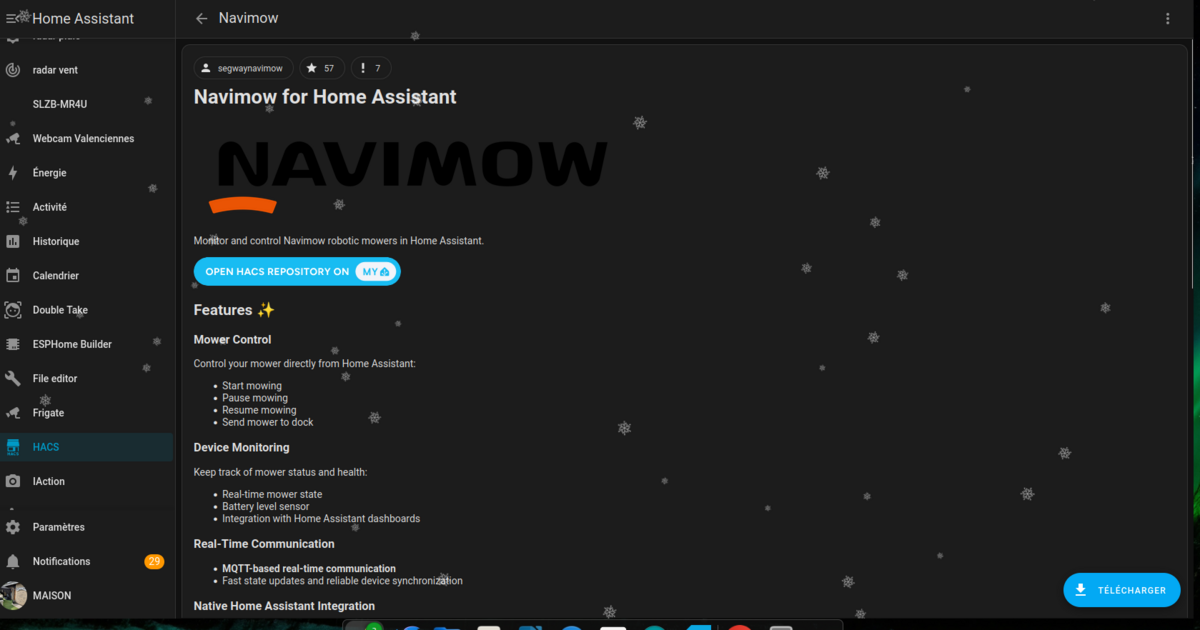 Home Assistant
radar vent
SLZB-MR4U
Webcam Valenciennes
Énergie
Activité
Historique
Calendrier
Double Take
ESPHome Builder
File editor
Frigate
HACS
IAction
Paramètres
Notifications 29
MAISON
Navimow
segwaynavimow 57 7
Navimow for Home Assistant
NAVIMOW
Monitor and control Navimow robotic mowers in Home Assistant.
OPEN HACS REPOSITORY ON MY
Features ✨
Mower Control
Control your mower directly from Home Assistant:
• Start mowing
• Pause mowing
• Resume mowing
• Send mower to dock
Device Monitoring
Keep track of mower status and health:
• Real-time mower state
• Battery level sensor
• Integration with Home Assistant dashboards
Real-Time Communication
• MQTT-based real-time communication
• Fast state updates and reliable device synchronization
Native Home Assistant Integration
TÉLÉCHARGER